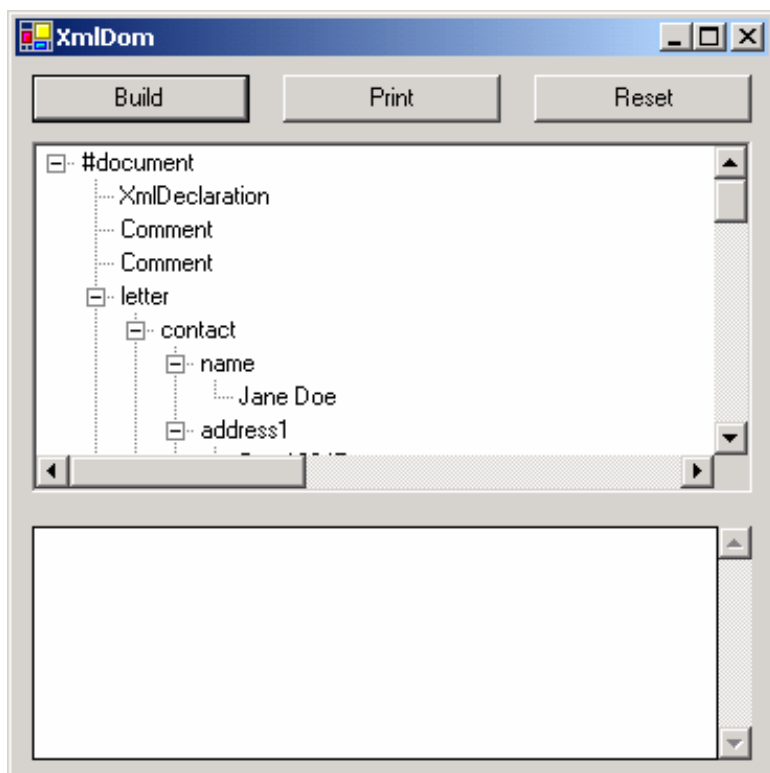 XmlDom
Build Print Reset
#document
XmlDeclaration
Comment
Comment
letter
contact
name
Jane Doe
address1